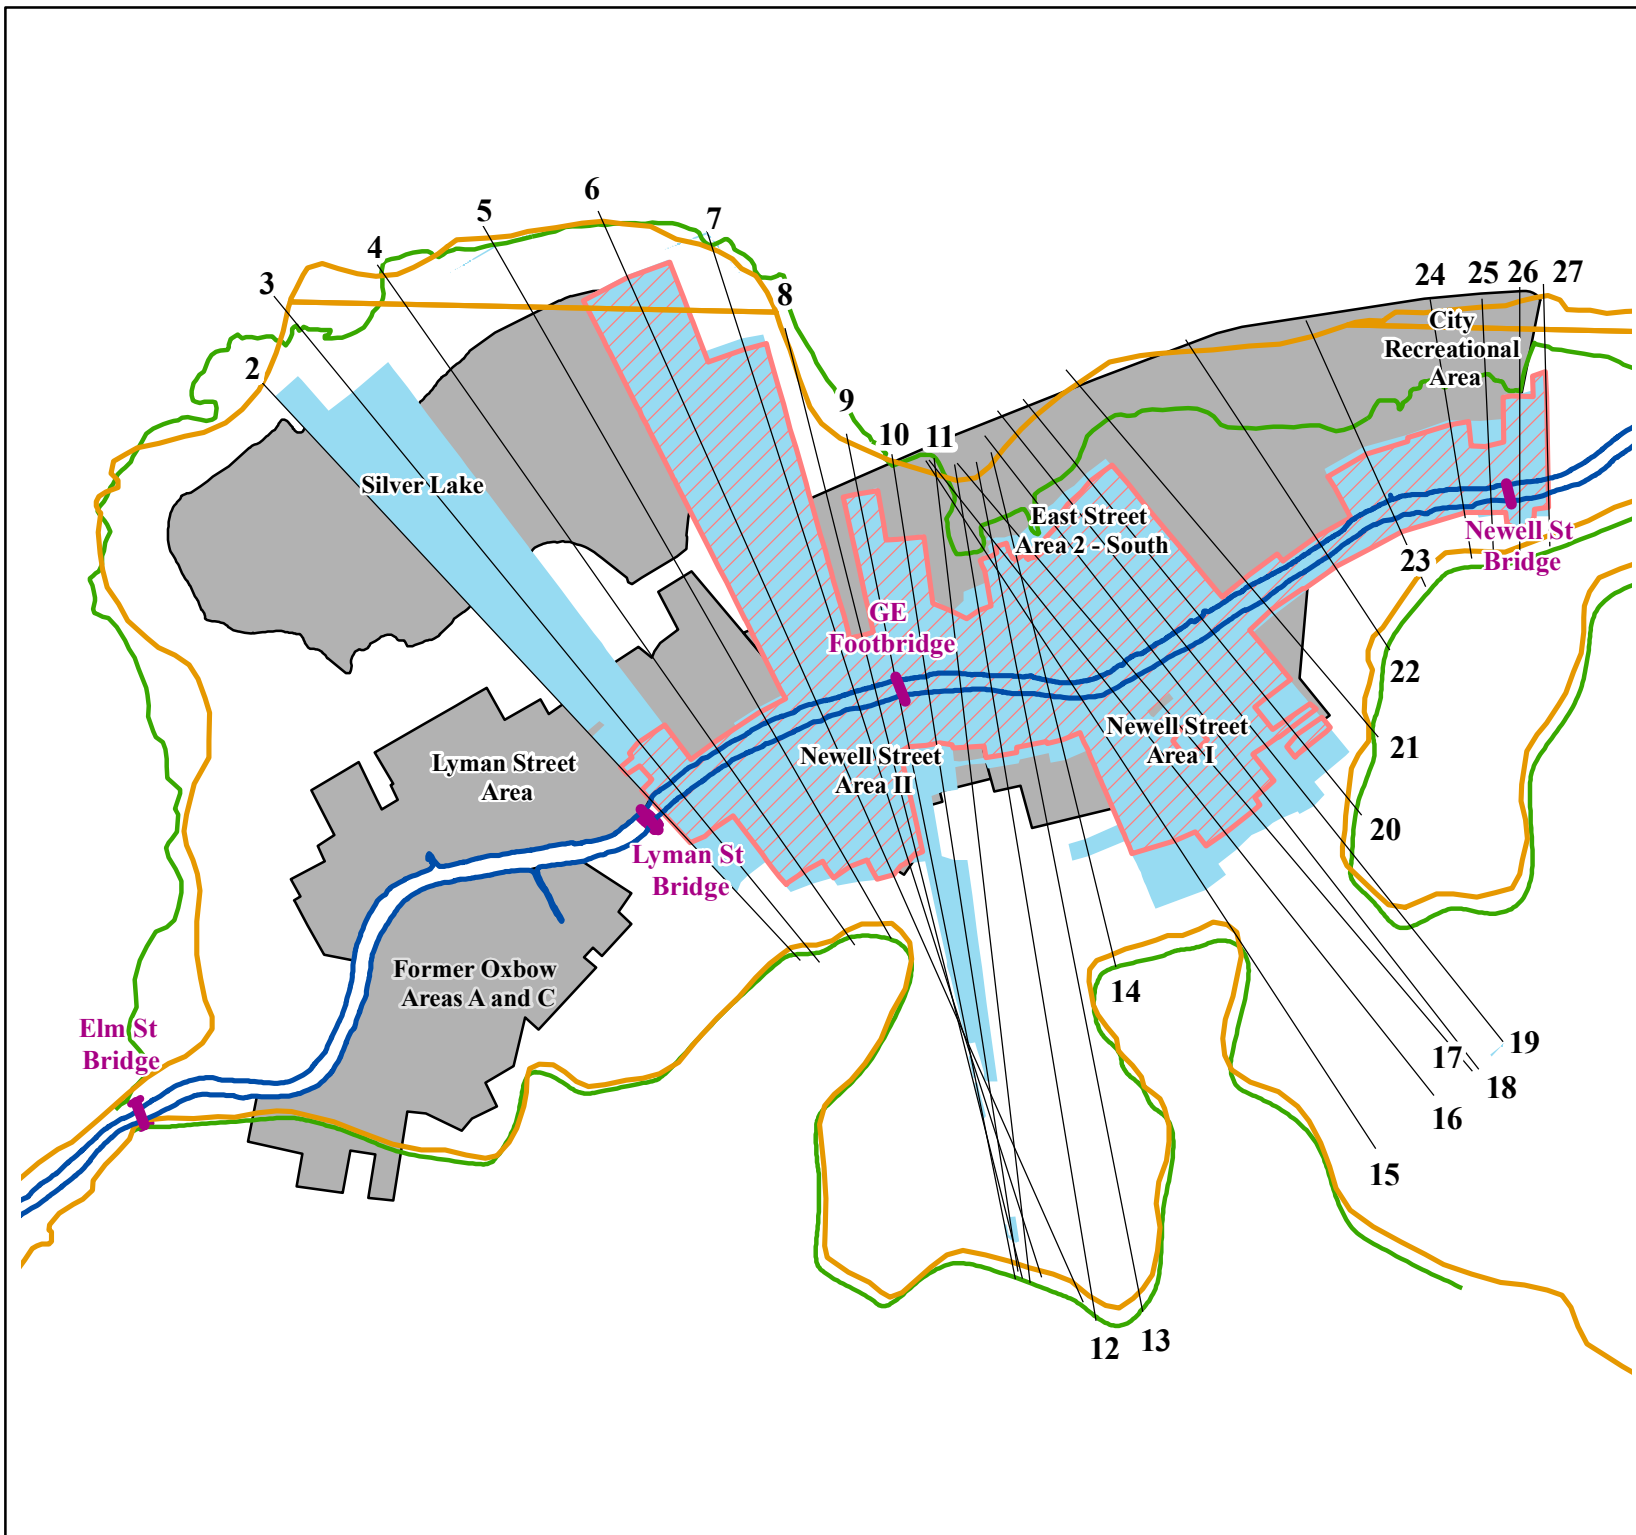 6
5
7
4
3
24
25
26
27
8
City
Recreational
Area
2
9
10
11
Silver Lake
East Street
Area 2 - South
Newell St
Bridge
23
GE
Footbridge
22
Newell Street
Area I
21
Newell Street
Area II
Lyman Street
Area
20
Lyman St
Bridge
Former Oxbow
Areas A and C
14
Elm St
Bridge
19
17
18
16
15
12
13